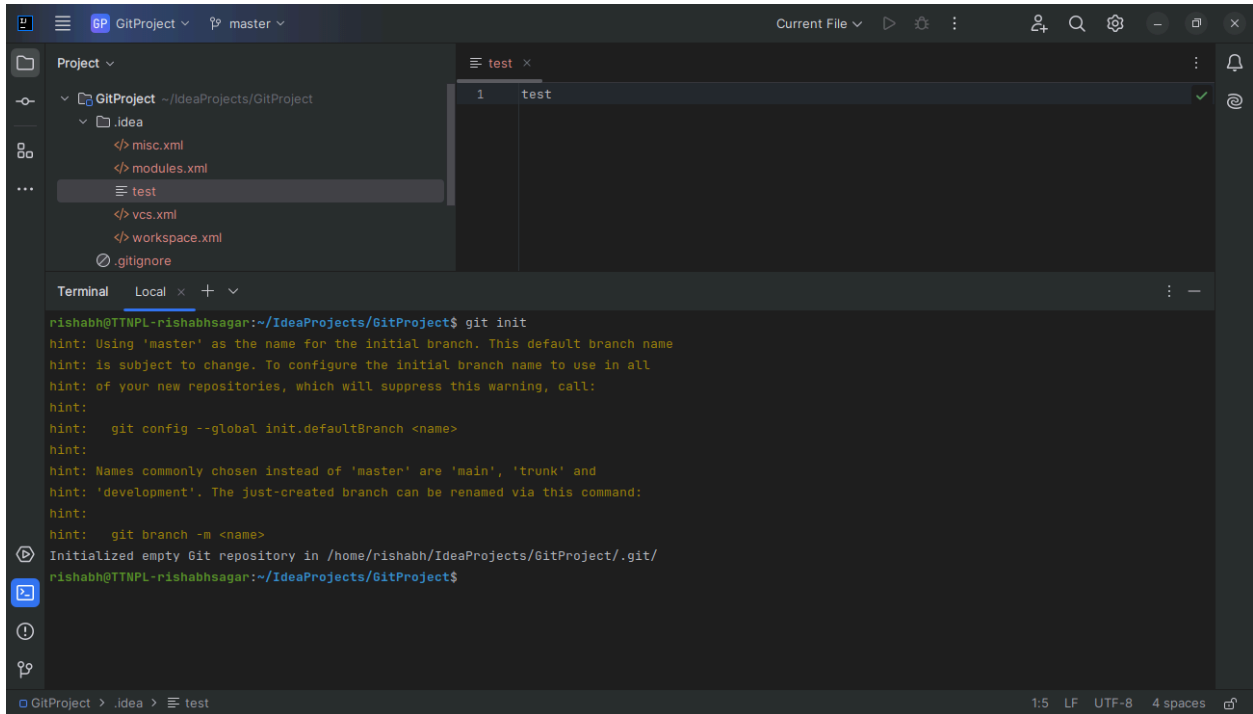 GP GitProject master Current File
Project
test
GitProject ~/IdeaProjects/GitProject
1 test
.idea
</> misc.xml
</> modules.xml
test
</> vcs.xml
</> workspace.xml
.gitignore
Terminal Local
rishabh@TTNPL-rishabhsagar:~/IdeaProjects/GitProject$ git init
hint: Using 'master' as the name for the initial branch. This default branch name
hint: is subject to change. To configure the initial branch name to use in all
hint: of your new repositories, which will suppress this warning, call:
hint:
hint:   git config --global init.defaultBranch <name>
hint:
hint: Names commonly chosen instead of 'master' are 'main', 'trunk' and
hint: 'development'. The just-created branch can be renamed via this command:
hint:
hint:   git branch -m <name>
Initialized empty Git repository in /home/rishabh/IdeaProjects/GitProject/.git/
rishabh@TTNPL-rishabhsagar:~/IdeaProjects/GitProject$
GitProject > .idea > test 1:5 LF UTF-8 4 spaces